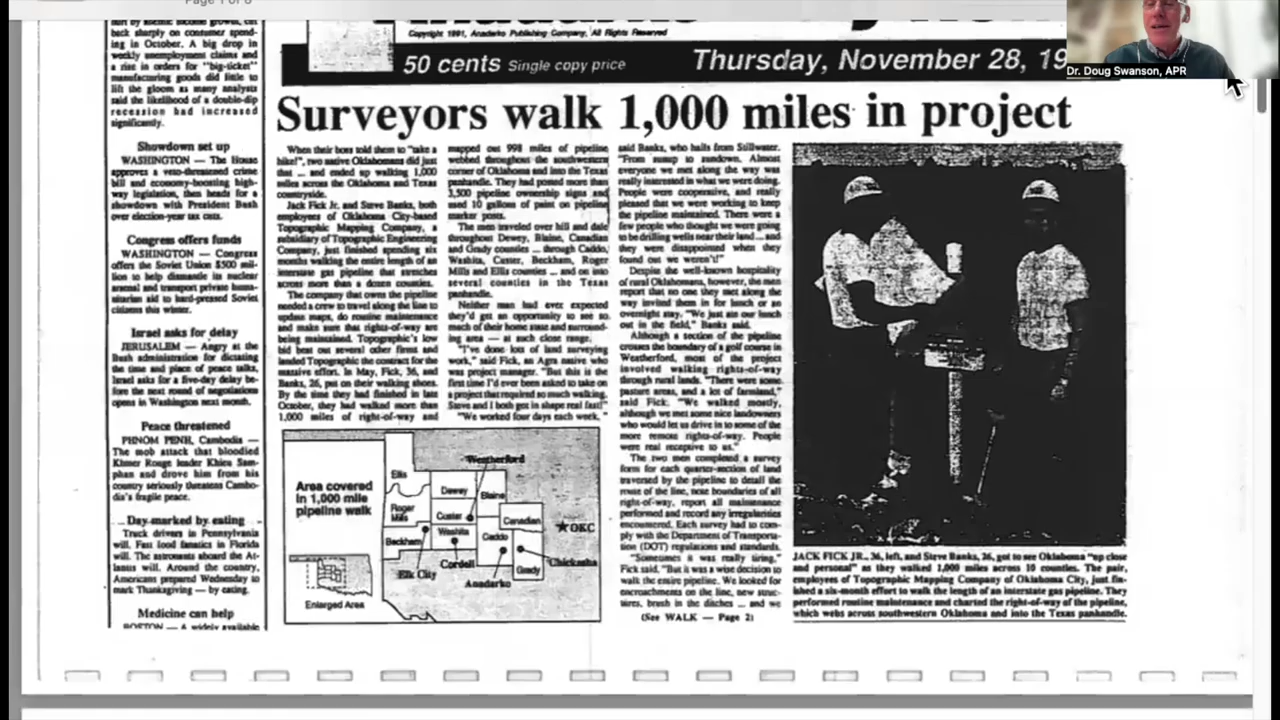 Page 1 of 8
back sharply on consumer spend-
ing in October. A big drop in
weekly unemployment claims and
a rise in orders for "big-ticket"
manufacturing goods did little to
lift the gloom as many analysts
said the likelihood of a double-dip
recession had increased
significantly.
Showdown set up
WASHINGTON — The House
approves a veto-threatened crime
bill and economy-boosting high-
way legislation, then heads for a
showdown with President Bush
over election-year tax cuts.
Congress offers funds
WASHINGTON — Congress
offers the Soviet Union $500 mil-
lion to help dismantle its nuclear
arsenal and transport private huma-
nitarian aid to hard-pressed Soviet
citizens this winter.
Israel asks for delay
JERUSALEM — Angry at the
Bush administration for dictating
the time and place of peace talks,
Israel asks for a five-day delay be-
fore the next round of negotiations
opens in Washington next month.
Peace threatened
PHNOM PENH, Cambodia —
The mob attack that bloodied
Khmer Rouge leader Khieu Sam-
phan and drove him from his
country seriously threatens Cambo-
dia's fragile peace.
Day marked by eating
Truck drivers in Pennsylvania
will. Fast food fanatics in Florida
will. The astronauts aboard the At-
lantis will. Around the country,
Americans prepared Wednesday to
mark Thanksgiving — by eating.
Medicine can help
BOSTON — A widely available
Copyright 1991, Anadarko Publishing Company, All Rights Reserved
50 cents Single copy price
Thursday, November 28, 19
Surveyors walk 1,000 miles in project
When their boss told them to "take a
hike!", two native Oklahomans did just
that ... and ended up walking 1,000
miles across the Oklahoma and Texas
countryside.
Jack Fick Jr. and Steve Banks, both
employees of Oklahoma City-based
Topographic Mapping Company, a
subsidiary of Topographic Engineering
Company, just finished spending six
months walking the entire length of an
interstate gas pipeline that stretches
across more than a dozen counties.
The company that owns the pipeline
needed a crew to travel along the line to
update maps, do routine maintenance
and make sure that rights-of-way are
being maintained. Topographic's low
bid beat out several other firms and
landed Topographic the contract for the
massive effort. In May, Fick, 36, and
Banks, 26, put on their walking shoes.
By the time they had finished in late
October, they had walked more than
1,000 miles of right-of-way and
mapped out 998 miles of pipeline
webbed throughout the southwestern
corner of Oklahoma and into the Texas
panhandle. They had posted more than
3,500 pipeline ownership signs and
used 10 gallons of paint on pipeline
marker posts.
The men traveled over hill and dale
throughout Dewey, Blaine, Canadian
and Grady counties ... through Caddo,
Washita, Custer, Beckham, Roger
Mills and Ellis counties ... and on into
several counties in the Texas
panhandle.
Neither man had ever expected
they'd get an opportunity to see so
much of their home state and surround-
ing area — at such close range.
"I've done lots of land surveying
work," said Fick, an Agra native who
was project manager. "But this is the
first time I'd ever been asked to take on
a project that required so much walking.
Steve and I both got in shape real fast!"
"We worked four days each week,"
said Banks, who hails from Stillwater.
"From sunup to sundown. Almost
everyone we met along the way was
really interested in what we were doing.
People were cooperative, and really
pleased that we were working to keep
the pipeline maintained. There were a
few people who thought we were going
to be drilling wells near their land ... and
they were disappointed when they
found out we weren't!"
Despite the well-known hospitality
of rural Oklahomans, however, the men
report that no one they met along the
way invited them in for lunch or an
overnight stay. "We just ate our lunch
out in the field," Banks said.
Although a section of the pipeline
crosses the boundary of a golf course in
Weatherford, most of the project
involved walking rights-of-way
through rural lands. "There were some
pasture areas, and a lot of farmland,"
said Fick. "We walked mostly,
although we met some nice landowners
who would let us drive in to some of the
more remote rights-of-way. People
were real receptive to us."
The two men completed a survey
form for each quarter-section of land
traversed by the pipeline to detail the
route of the line, note boundaries of all
right-of-way, report all maintenance
performed and record any irregularities
encountered. Each survey had to com-
ply with the Department of Transporta-
tion (DOT) regulations and standards.
"Sometimes it was really tiring,"
Fick said. "But it was a wise decision to
walk the entire pipeline. We looked for
encroachments on the line, new struc-
tures, brush in the ditches ... and we
(See WALK — Page 2)
Area covered
in 1,000 mile
pipeline walk
Enlarged Area
Weatherford
Ellis
Dewey
Blaine
Roger
Mills
Custer
Canadian
OKC
Beckham
Washita
Caddo
Elk City
Cordell
Grady
Chickasha
Anadarko
JACK FICK JR., 36, left, and Steve Banks, 26, got to see Oklahoma "up close
and personal" as they walked 1,000 miles across 10 counties. The pair,
employees of Topographic Mapping Company of Oklahoma City, just fin-
ished a six-month effort to walk the length of an interstate gas pipeline. They
performed routine maintenance and charted the right-of-way of the pipeline,
which webs across southwestern Oklahoma and into the Texas panhandle.
Dr. Doug Swanson, APR